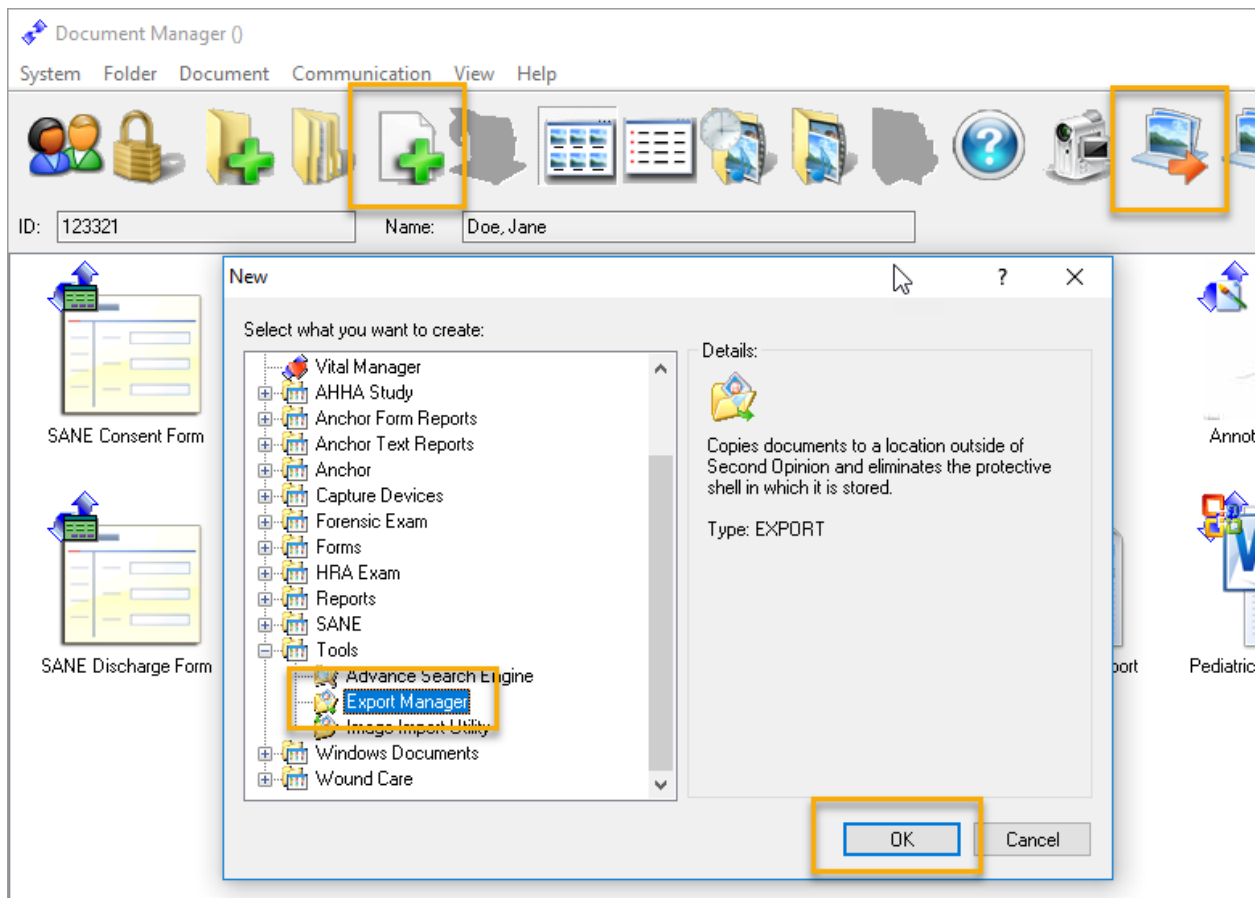 Document Manager ()
System Folder Document Communication View Help
ID: 123321 Name: Doe, Jane
New ?
Select what you want to create:
Vital Manager
AHHA Study
Anchor Form Reports
Anchor Text Reports
Anchor
Capture Devices
Forensic Exam
Forms
HRA Exam
Reports
SANE
Tools
Advance Search Engine
Export Manager
Image Import Utility
Windows Documents
Wound Care
Details:
Copies documents to a location outside of
Second Opinion and eliminates the protective
shell in which it is stored.
Type: EXPORT
OK Cancel
SANE Consent Form
Annot
SANE Discharge Form
port
Pediatric